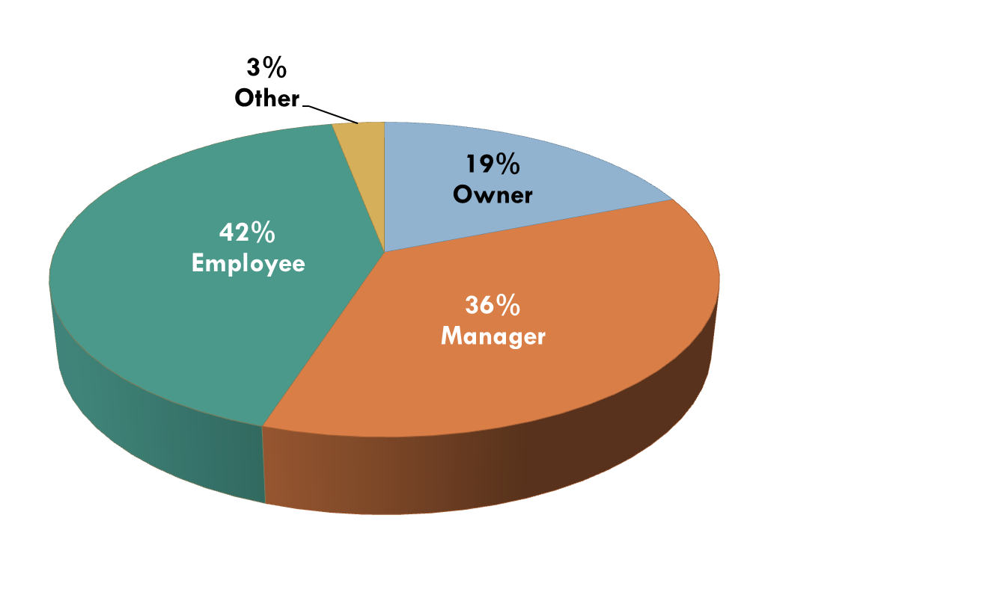 3%
Other
19%
Owner
42%
Employee
36%
Manager